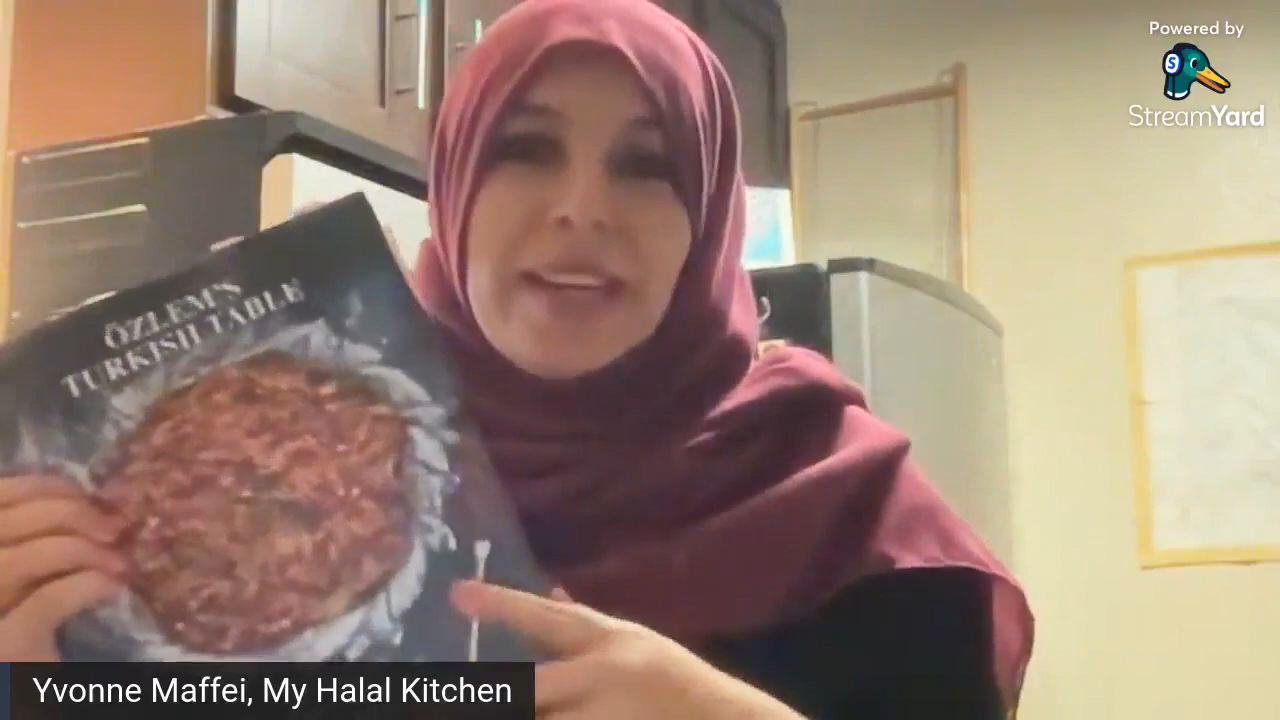 Powered by
S
StreamYard
ÖZLEM'S
TURKISH TABLE
Yvonne Maffei, My Halal Kitchen